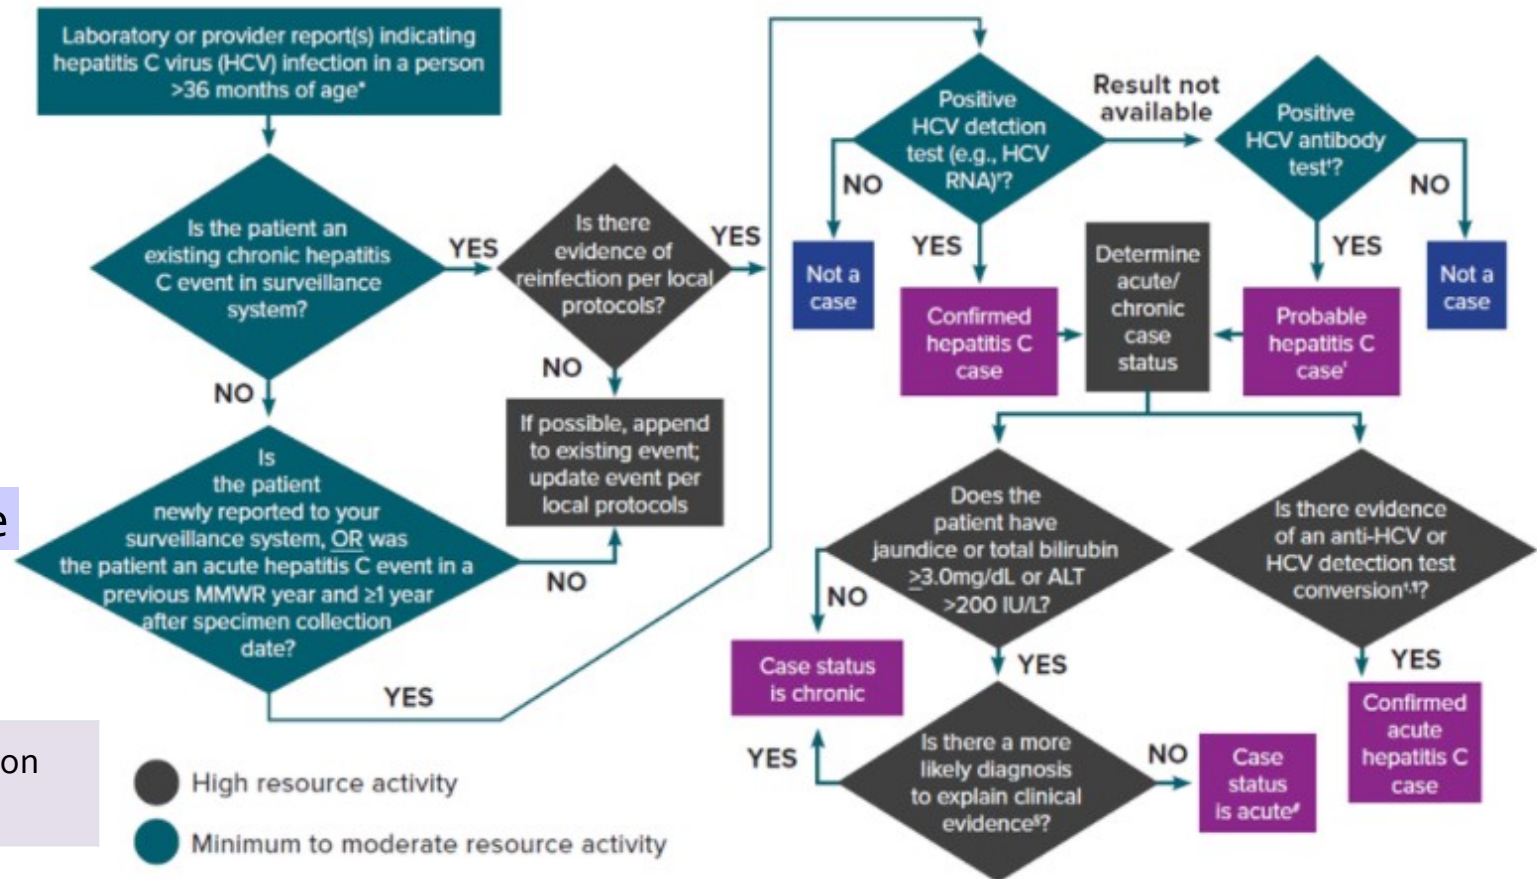 Laboratory or provider report(s) indicating
hepatitis C virus (HCV) infection in a person
>36 months of age*
Is the patient an
existing chronic hepatitis
C event in surveillance
system?
YES
NO
Is there
evidence of
reinfection per local
protocols?
YES
NO
If possible, append
to existing event;
update event per
local protocols
Is
the patient
newly reported to your
surveillance system, OR was
the patient an acute hepatitis C event in a
previous MMWR year and ≥1 year
after specimen collection
date?
NO
YES
e
on
High resource activity
Minimum to moderate resource activity
Positive
HCV detction
test (e.g., HCV
RNA)†?
Result not
available
Positive
HCV antibody
test†?
NO
YES
YES
NO
Not a
case
Confirmed
hepatitis C
case
Determine
acute/
chronic
case
status
Probable
hepatitis C
case†
Not a
case
Does the
patient have
jaundice or total bilirubin
≥3.0mg/dL or ALT
>200 IU/L?
NO
YES
Case status
is chronic
Is there evidence
of an anti-HCV or
HCV detection test
conversion†,¶?
YES
Confirmed
acute
hepatitis C
case
Is there a more
likely diagnosis
to explain clinical
evidence§?
YES
NO
Case
status
is acute#